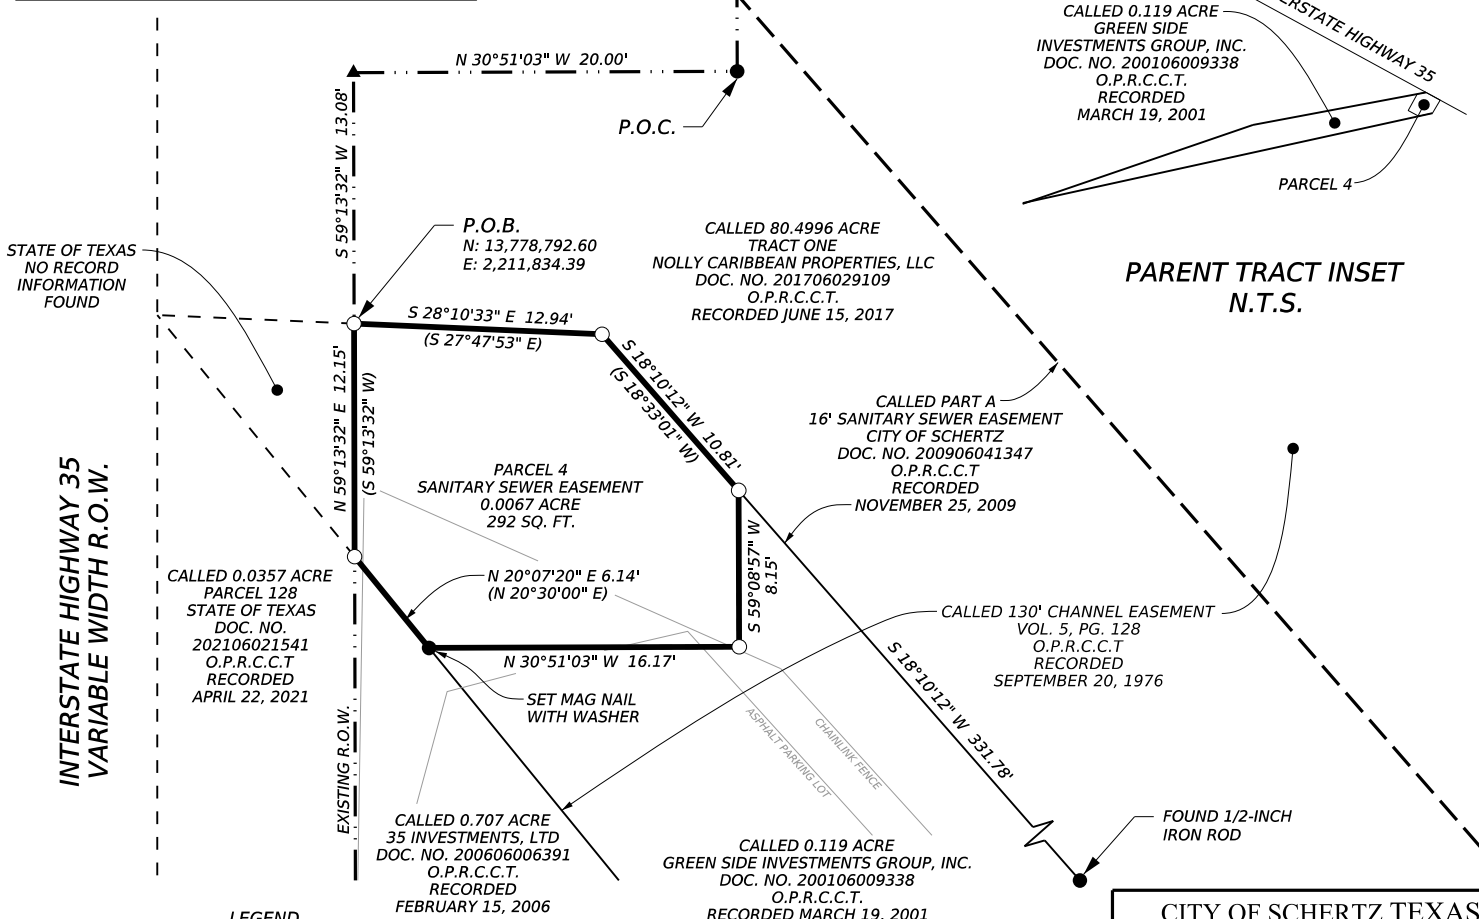 N 30°51'03" W 20.00'
P.O.C.
S 59°13'32" W 13.08'
CALLED 0.119 ACRE
GREEN SIDE
INVESTMENTS GROUP, INC.
DOC. NO. 200106009338
O.P.R.C.C.T.
RECORDED
MARCH 19, 2001
ERSTATE HIGHWAY 35
PARCEL 4
PARENT TRACT INSET
N.T.S.
STATE OF TEXAS
NO RECORD
INFORMATION
FOUND
P.O.B.
N: 13,778,792.60
E: 2,211,834.39
CALLED 80.4996 ACRE
TRACT ONE
NOLLY CARIBBEAN PROPERTIES, LLC
DOC. NO. 201706029109
O.P.R.C.C.T.
RECORDED JUNE 15, 2017
S 28°10'33" E 12.94'
(S 27°47'53" E)
S 18°10'12" W 10.81'
(S 18°33'01" W)
N 59°13'32" E 12.15'
(S 59°13'32" W)
CALLED PART A
16' SANITARY SEWER EASEMENT
CITY OF SCHERTZ
DOC. NO. 200906041347
O.P.R.C.C.T
RECORDED
NOVEMBER 25, 2009
PARCEL 4
SANITARY SEWER EASEMENT
0.0067 ACRE
292 SQ. FT.
INTERSTATE HIGHWAY 35
VARIABLE WIDTH R.O.W.
S 59°08'57" W
8.15'
N 20°07'20" E 6.14'
(N 20°30'00" E)
CALLED 0.0357 ACRE
PARCEL 128
STATE OF TEXAS
DOC. NO.
202106021541
O.P.R.C.C.T
RECORDED
APRIL 22, 2021
CALLED 130' CHANNEL EASEMENT
VOL. 5, PG. 128
O.P.R.C.C.T
RECORDED
SEPTEMBER 20, 1976
N 30°51'03" W 16.17'
SET MAG NAIL
WITH WASHER
S 18°10'12" W 331.78'
ASPHALT PARKING LOT
CHAINLINK FENCE
EXISTING R.O.W.
CALLED 0.707 ACRE
35 INVESTMENTS, LTD
DOC. NO. 200606006391
O.P.R.C.C.T.
RECORDED
FEBRUARY 15, 2006
CALLED 0.119 ACRE
GREEN SIDE INVESTMENTS GROUP, INC.
DOC. NO. 200106009338
O.P.R.C.C.T.
RECORDED MARCH 19, 2001
FOUND 1/2-INCH
IRON ROD
LEGEND
CITY OF SCHERTZ TEXAS